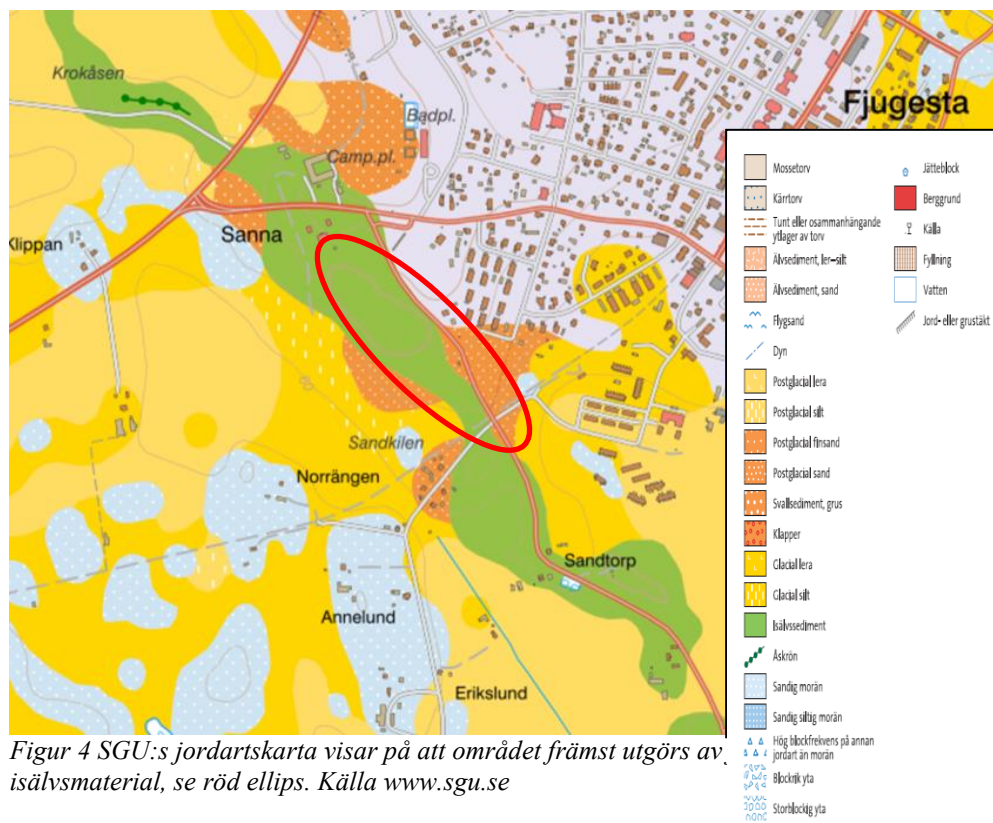 Krokåsen
Fjugesta
Badpl.
Camp.pl.
Klippan
Sanna
Sandkilen
Norrängen
Sandtorp
Annelund
Erikslund
Mossetorv
Kärrtorv
Tunt eller osammanhängande
ytlager av torv
Älvsediment, ler–silt
Älvsediment, sand
Flygsand
Dyn
Postglacial lera
Postglacial silt
Postglacial finsand
Postglacial sand
Svallsediment, grus
Klapper
Glacial lera
Glacial silt
Isälvssediment
Åskrön
Sandig morän
Sandig siltig morän
Hög blockfrekvens på annan
jordart än morän
Blockrik yta
Storblockig yta
Jätteblock
Berggrund
Källa
Fyllning
Vatten
Jord- eller grustäkt
Figur 4 SGU:s jordartskarta visar på att området främst utgörs av
isälvsmaterial, se röd ellips. Källa www.sgu.se